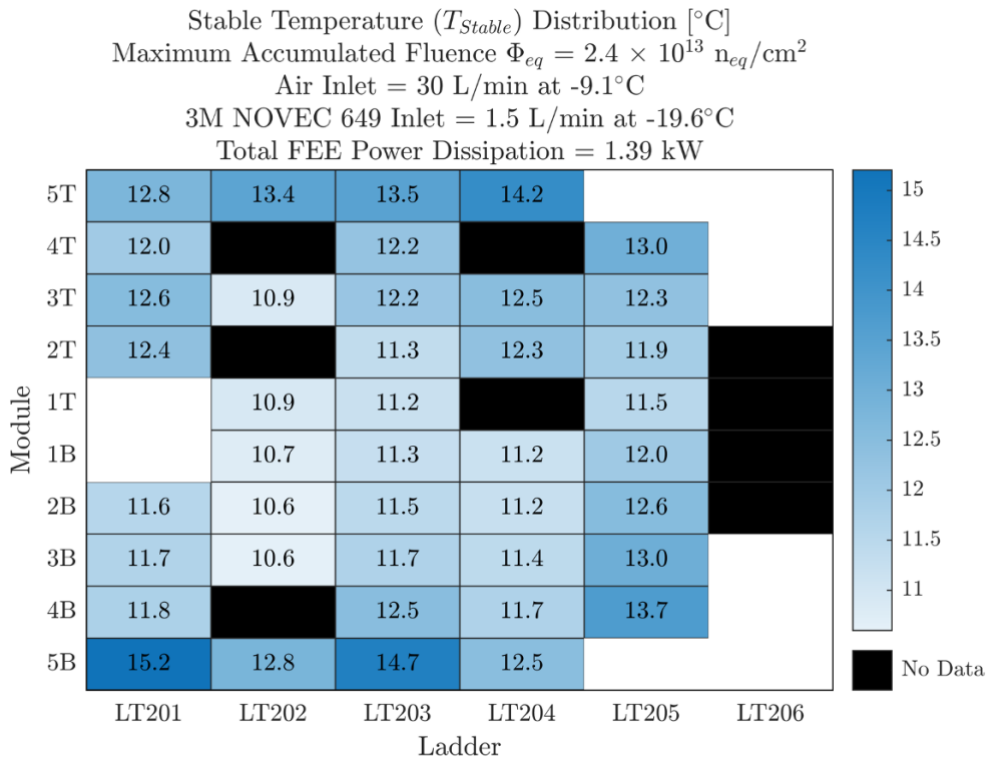 Stable Temperature (T_Stable) Distribution [°C]
Maximum Accumulated Fluence Φ_eq = 2.4 × 10^13 n_eq/cm^2
Air Inlet = 30 L/min at -9.1°C
3M NOVEC 649 Inlet = 1.5 L/min at -19.6°C
Total FEE Power Dissipation = 1.39 kW
5T 12.8 13.4 13.5 14.2
4T 12.0 12.2 13.0
3T 12.6 10.9 12.2 12.5 12.3
2T 12.4 11.3 12.3 11.9
1T 10.9 11.2 11.5
1B 10.7 11.3 11.2 12.0
2B 11.6 10.6 11.5 11.2 12.6
3B 11.7 10.6 11.7 11.4 13.0
4B 11.8 12.5 11.7 13.7
5B 15.2 12.8 14.7 12.5
LT201 LT202 LT203 LT204 LT205 LT206
Ladder
Module
15
14.5
14
13.5
13
12.5
12
11.5
11
No Data